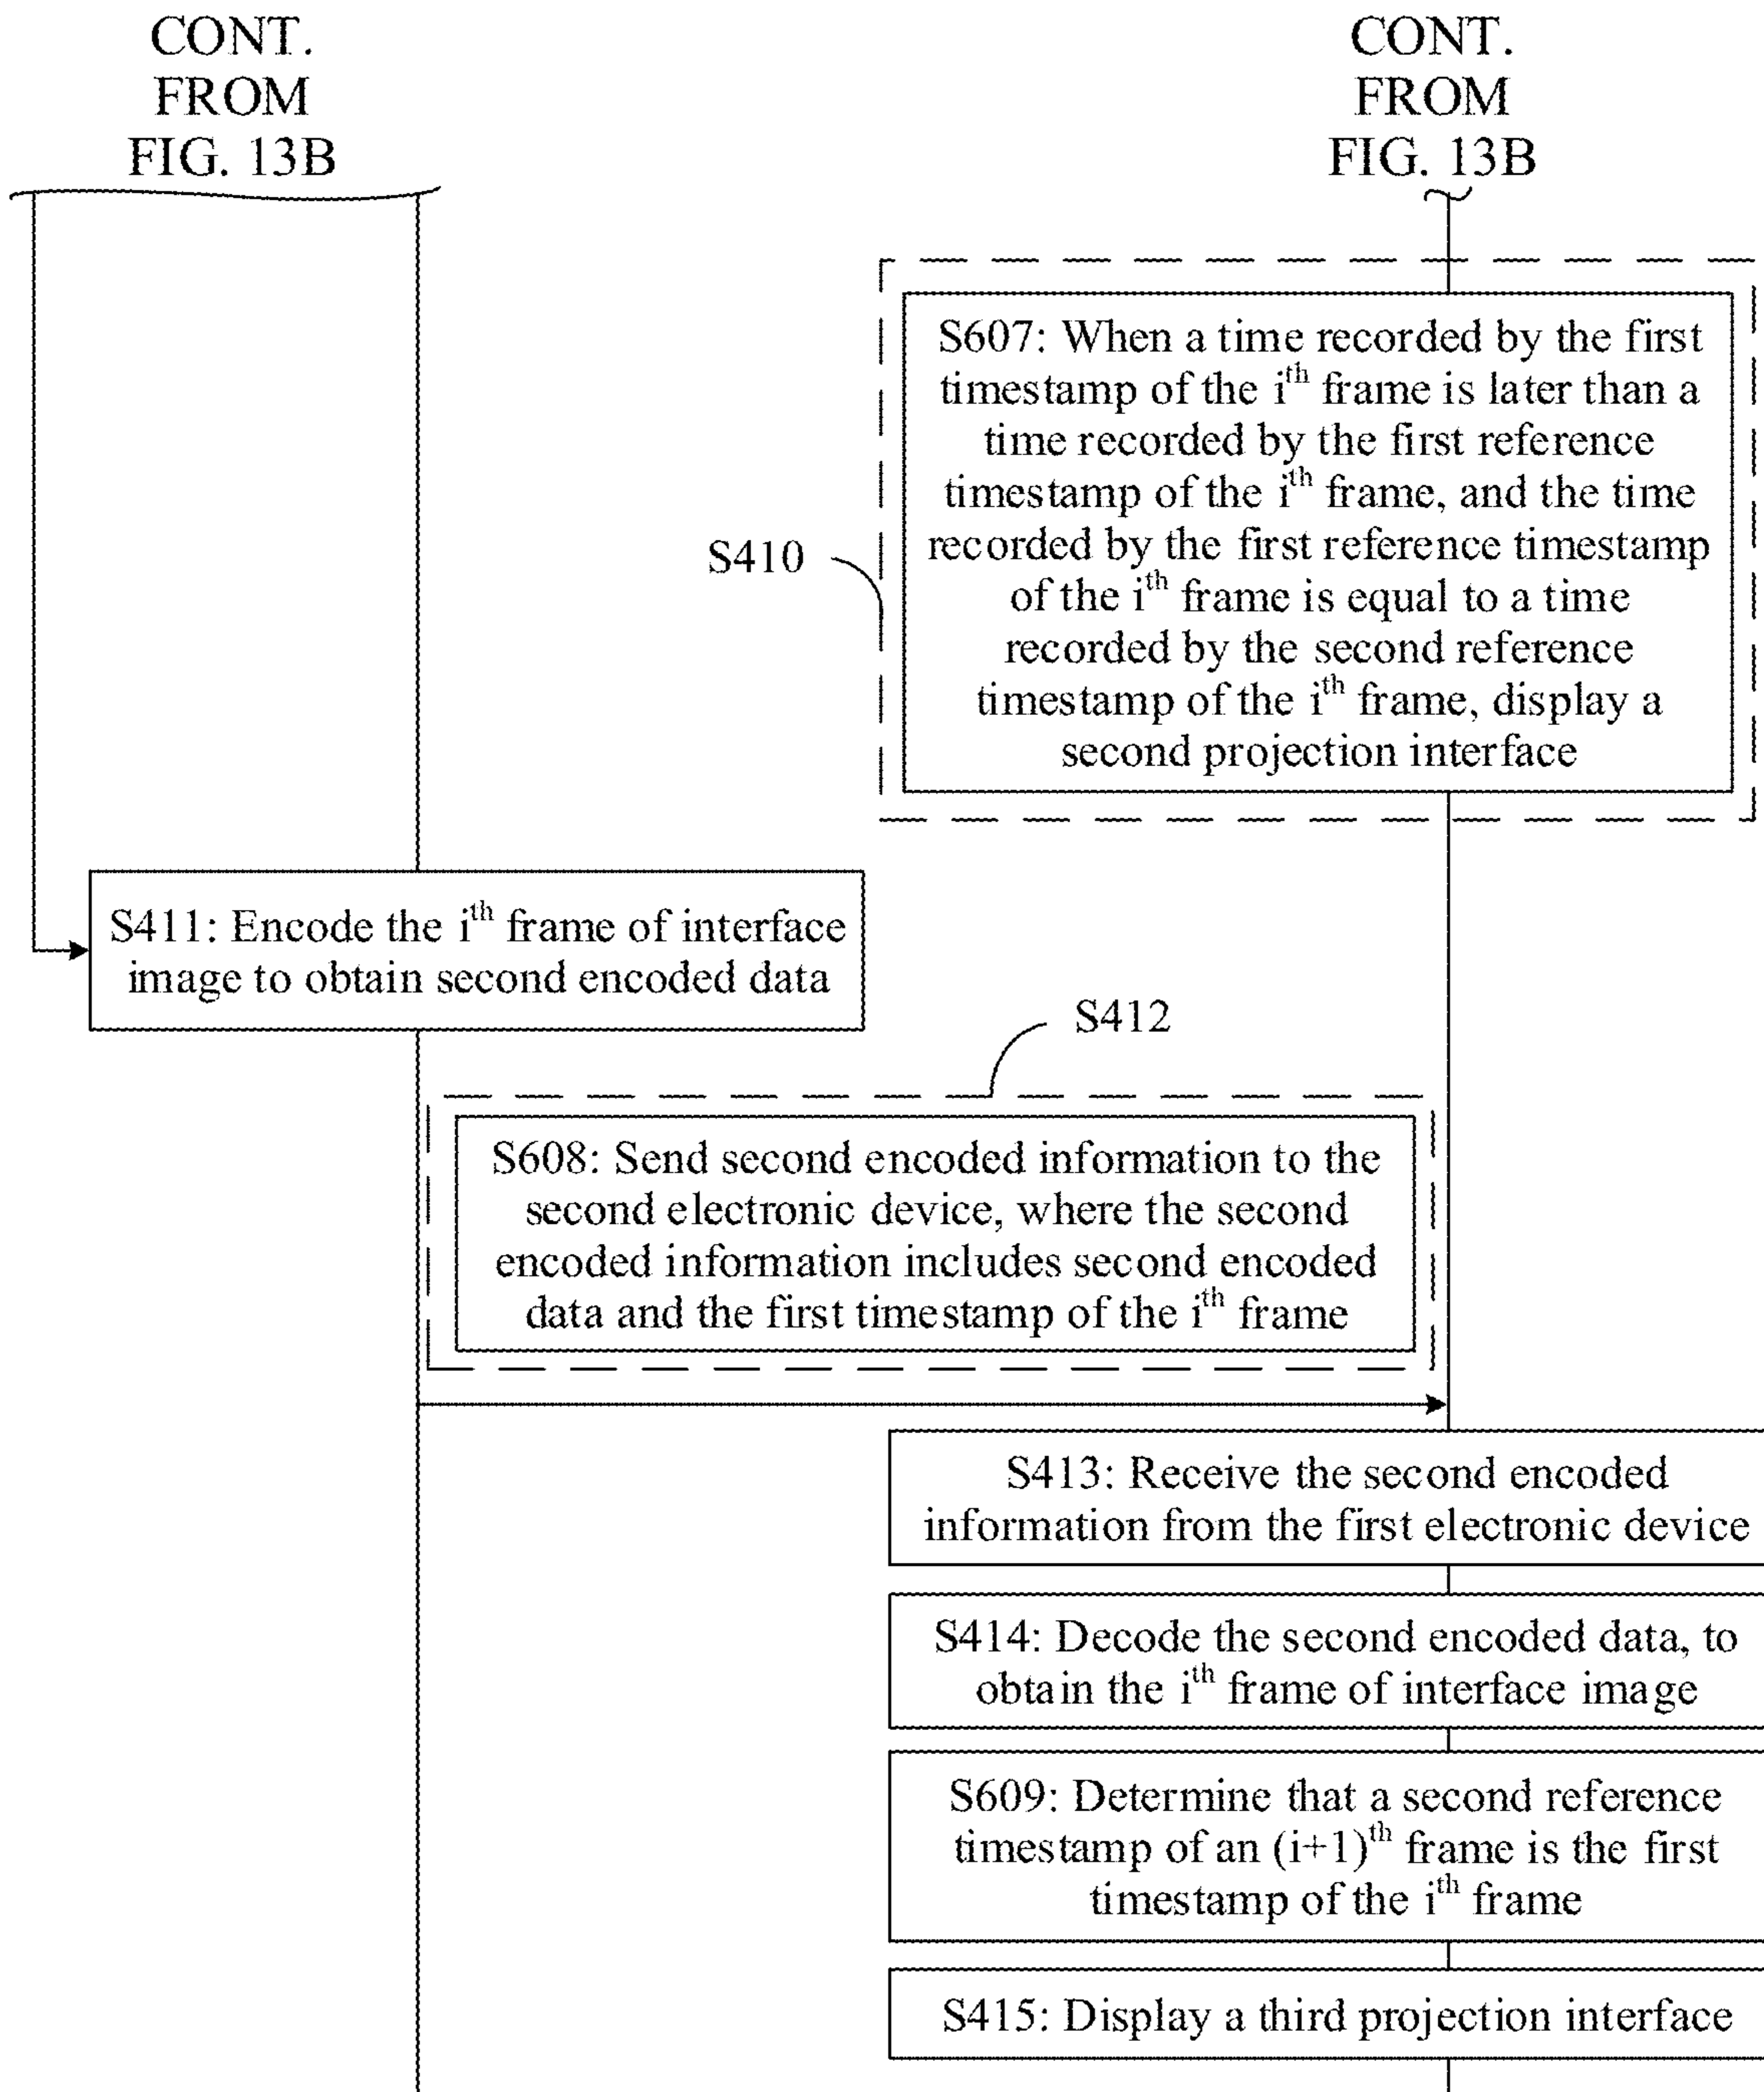 CONT.
FROM
FIG. 13B
CONT.
FROM
FIG. 13B
S607: When a time recorded by the first
timestamp of the ith frame is later than a
time recorded by the first reference
timestamp of the ith frame, and the time
recorded by the first reference timestamp
of the ith frame is equal to a time
recorded by the second reference
timestamp of the ith frame, display a
second projection interface
S410
S411: Encode the ith frame of interface
image to obtain second encoded data
S412
S608: Send second encoded information to the
second electronic device, where the second
encoded information includes second encoded
data and the first timestamp of the ith frame
S413: Receive the second encoded
information from the first electronic device
S414: Decode the second encoded data, to
obtain the ith frame of interface image
S609: Determine that a second reference
timestamp of an (i+1)th frame is the first
timestamp of the ith frame
S415: Display a third projection interface